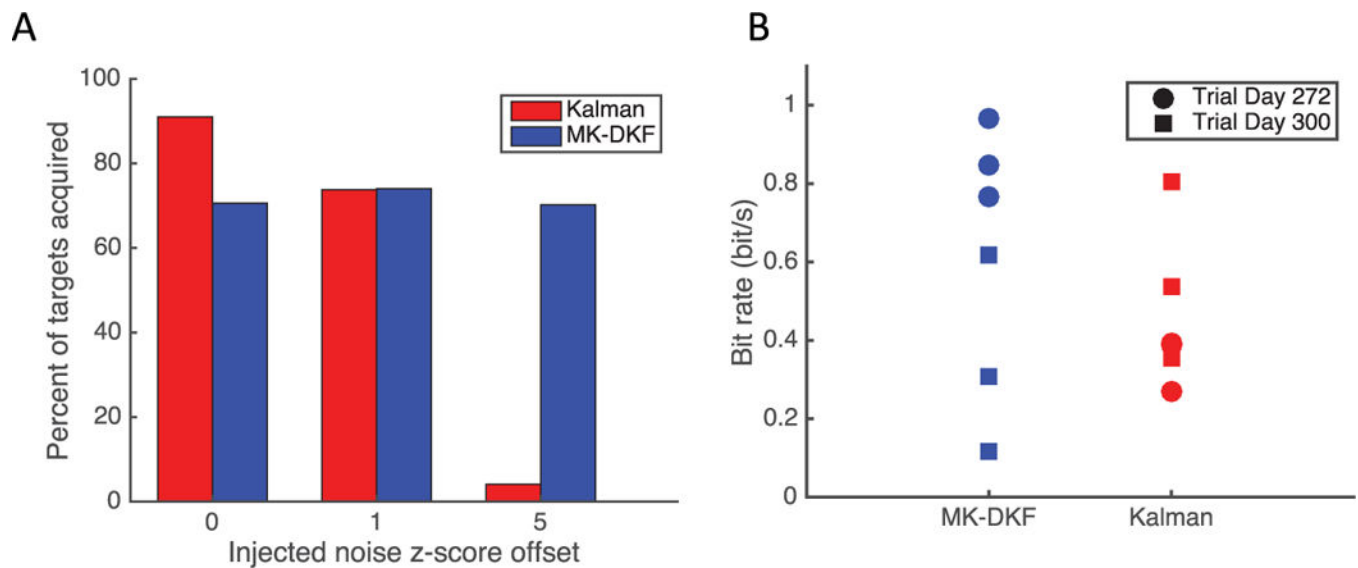 A
100
80
60
40
20
0
Percent of targets acquired
Kalman
MK-DKF
0 1 5
Injected noise z-score offset
B
1
0.8
0.6
0.4
0.2
0
Bit rate (bit/s)
Trial Day 272
Trial Day 300
MK-DKF Kalman